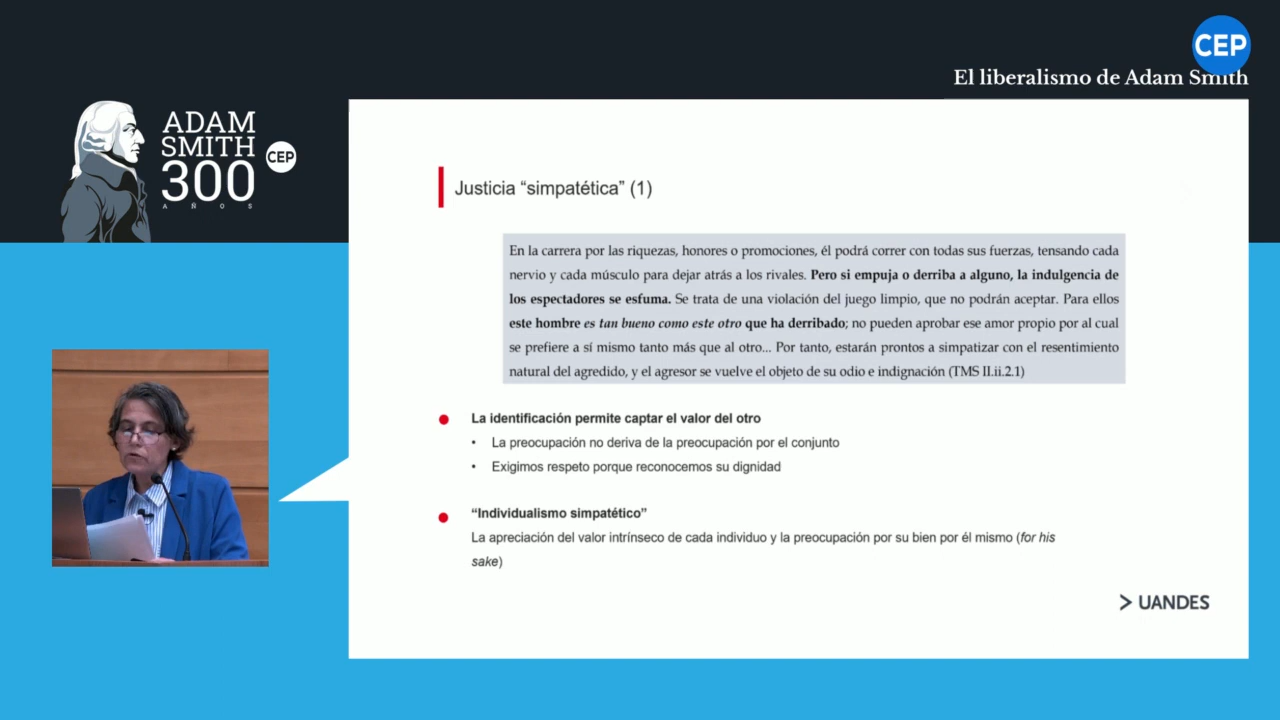 CEP
El liberalismo de Adam Smith
ADAM
SMITH
300
AÑOS
CEP
Justicia “simpatética” (1)
En la carrera por las riquezas, honores o promociones, él podrá correr con todas sus fuerzas, tensando cada
nervio y cada músculo para dejar atrás a los rivales. Pero si empuja o derriba a alguno, la indulgencia de
los espectadores se esfuma. Se trata de una violación del juego limpio, que no podrán aceptar. Para ellos
este hombre es tan bueno como este otro que ha derribado; no pueden aprobar ese amor propio por al cual
se prefiere a sí mismo tanto más que al otro... Por tanto, estarán prontos a simpatizar con el resentimiento
natural del agredido, y el agresor se vuelve el objeto de su odio e indignación (TMS II.ii.2.1)
● La identificación permite captar el valor del otro
• La preocupación no deriva de la preocupación por el conjunto
• Exigimos respeto porque reconocemos su dignidad
● “Individualismo simpatético”
La apreciación del valor intrínseco de cada individuo y la preocupación por su bien por él mismo (for his
sake)
> UANDES